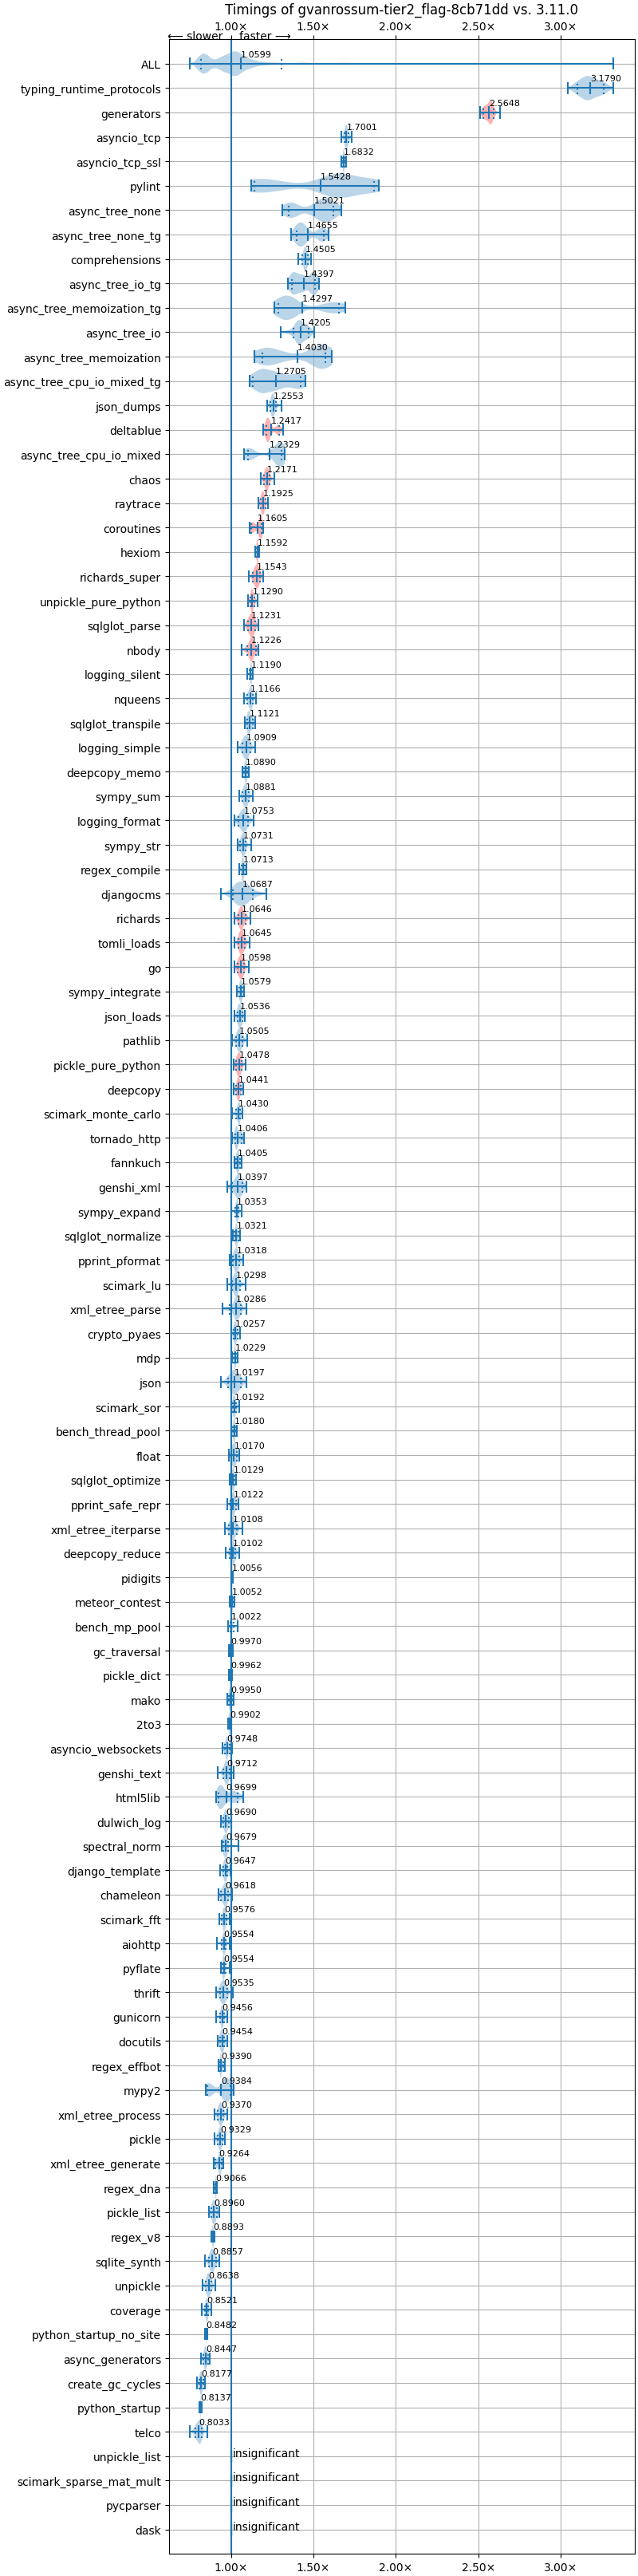 Timings of gvanrossum-tier2_flag-8cb71dd vs. 3.11.0
1.00× 1.50× 2.00× 2.50× 3.00×
⟵ slower faster ⟶
ALL 1.0599
typing_runtime_protocols 3.1790
generators 2.5648
asyncio_tcp 1.7001
asyncio_tcp_ssl 1.6832
pylint 1.5428
async_tree_none 1.5021
async_tree_none_tg 1.4655
comprehensions 1.4505
async_tree_io_tg 1.4397
async_tree_memoization_tg 1.4297
async_tree_io 1.4205
async_tree_memoization 1.4030
async_tree_cpu_io_mixed_tg 1.2705
json_dumps 1.2553
deltablue 1.2417
async_tree_cpu_io_mixed 1.2329
chaos 1.2171
raytrace 1.1925
coroutines 1.1605
hexiom 1.1592
richards_super 1.1543
unpickle_pure_python 1.1290
sqlglot_parse 1.1231
nbody 1.1226
logging_silent 1.1190
nqueens 1.1166
sqlglot_transpile 1.1121
logging_simple 1.0909
deepcopy_memo 1.0890
sympy_sum 1.0881
logging_format 1.0753
sympy_str 1.0731
regex_compile 1.0713
djangocms 1.0687
richards 1.0646
tomli_loads 1.0645
go 1.0598
sympy_integrate 1.0579
json_loads 1.0536
pathlib 1.0505
pickle_pure_python 1.0478
deepcopy 1.0441
scimark_monte_carlo 1.0430
tornado_http 1.0406
fannkuch 1.0405
genshi_xml 1.0397
sympy_expand 1.0353
sqlglot_normalize 1.0321
pprint_pformat 1.0318
scimark_lu 1.0298
xml_etree_parse 1.0286
crypto_pyaes 1.0257
mdp 1.0229
json 1.0197
scimark_sor 1.0192
bench_thread_pool 1.0180
float 1.0170
sqlglot_optimize 1.0129
pprint_safe_repr 1.0122
xml_etree_iterparse 1.0108
deepcopy_reduce 1.0102
pidigits 1.0056
meteor_contest 1.0052
bench_mp_pool 1.0022
gc_traversal 0.9970
pickle_dict 0.9962
mako 0.9950
2to3 0.9902
asyncio_websockets 0.9748
genshi_text 0.9712
html5lib 0.9699
dulwich_log 0.9690
spectral_norm 0.9679
django_template 0.9647
chameleon 0.9618
scimark_fft 0.9576
aiohttp 0.9554
pyflate 0.9554
thrift 0.9535
gunicorn 0.9456
docutils 0.9454
regex_effbot 0.9390
mypy2 0.9384
xml_etree_process 0.9370
pickle 0.9329
xml_etree_generate 0.9264
regex_dna 0.9066
pickle_list 0.8960
regex_v8 0.8893
sqlite_synth 0.8857
unpickle 0.8638
coverage 0.8521
python_startup_no_site 0.8482
async_generators 0.8447
create_gc_cycles 0.8177
python_startup 0.8137
telco 0.8033
unpickle_list insignificant
scimark_sparse_mat_mult insignificant
pycparser insignificant
dask insignificant
1.00× 1.50× 2.00× 2.50× 3.00×